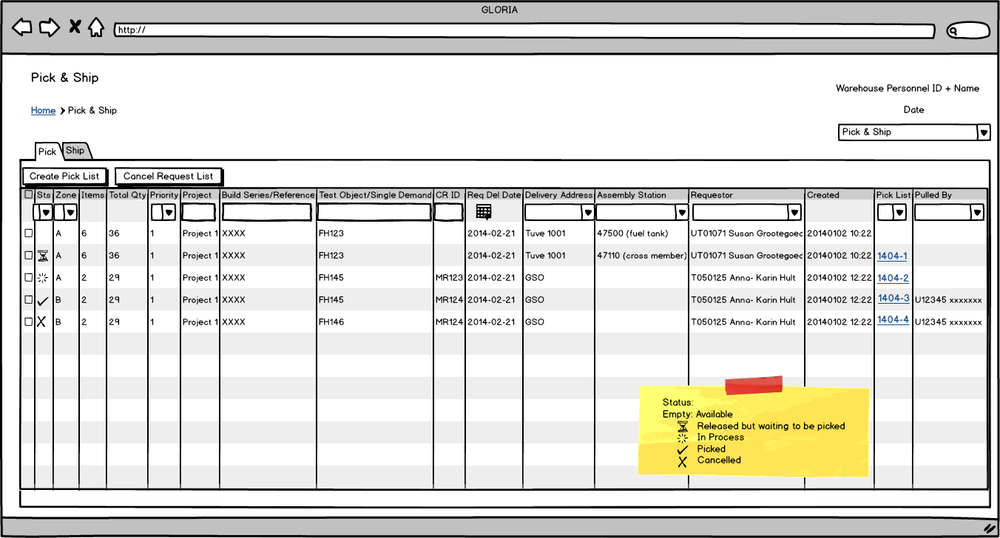 GLORIA
http://
Pick & Ship
Warehouse Personnel ID + Name
Home Pick & Ship
Date
Pick & Ship
Pick Ship
Create Pick List Cancel Request List
Sts Zone Items Total Qty Priority Project Build Series/Reference Test Object/Single Demand CR ID Req Del Date Delivery Address Assembly Station Requestor Created Pick List Pulled By
A 6 36 1 Project 1 XXXX FH123 2014-02-21 Tuve 1001 47500 (fuel tank) UT01071 Susan Grootegoed 20140102 10:22
A 6 36 1 Project 1 XXXX FH123 2014-02-21 Tuve 1001 47110 (cross member) UT01071 Susan Grootegoed 20140102 10:22 1404-1
A 2 29 1 Project 1 XXXX FH145 MR123 2014-02-21 GSO T050125 Anna- Karin Hult 20140102 12:22 1404-2
B 2 29 1 Project 1 XXXX FH145 MR124 2014-02-21 GSO T050125 Anna- Karin Hult 20140102 12:22 1404-3 U12345 xxxxxxx
B 2 29 1 Project 1 XXXX FH146 MR124 2014-02-21 GSO T050125 Anna- Karin Hult 20140102 12:22 1404-4 U12345 xxxxxxx
Status:
Empty: Available
Released but waiting to be picked
In Process
Picked
Cancelled